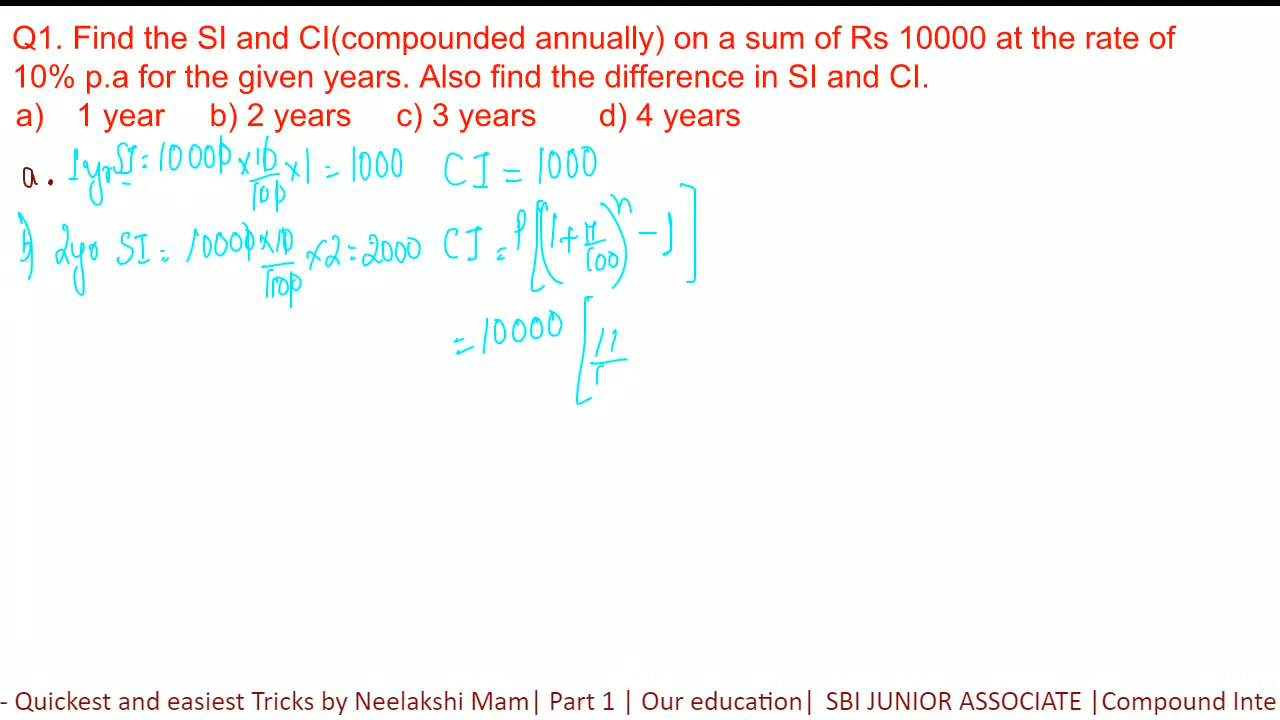 Q1. Find the SI and CI(compounded annually) on a sum of Rs 10000 at the rate of
10% p.a for the given years. Also find the difference in SI and CI.
a) 1 year b) 2 years c) 3 years d) 4 years
a. 1yr SI = 10000 × 10/100 × 1 = 1000 CI = 1000
b) 2yr SI = 10000 × 10/100 × 2 = 2000 CI = P[(1 + r/100)^n - 1]
= 10000 [11/
- Quickest and easiest Tricks by Neelakshi Mam| Part 1 | Our education| SBI JUNIOR ASSOCIATE |Compound Inte